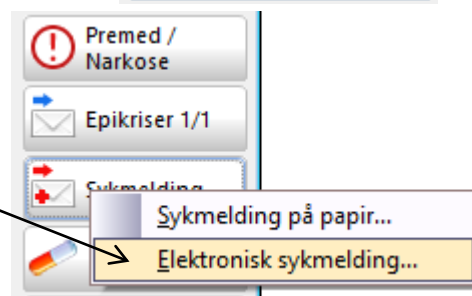 Premed /
Narkose
Epikriser 1/1
Sykmelding
Sykmelding på papir...
Elektronisk sykmelding...